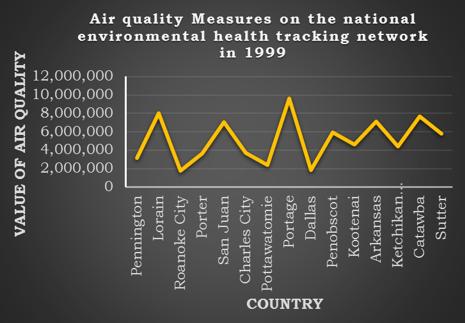 Air quality Measures on the national
environmental health tracking network
in 1999
VALUE OF AIR QUALITY
12,000,000
10,000,000
8,000,000
6,000,000
4,000,000
2,000,000
0
Pennington
Lorain
Roanoke City
Porter
San Juan
Charles City
Pottawatomie
Portage
Dallas
Penobscot
Kootenai
Arkansas
Ketchikan…
Catawba
Sutter
COUNTRY